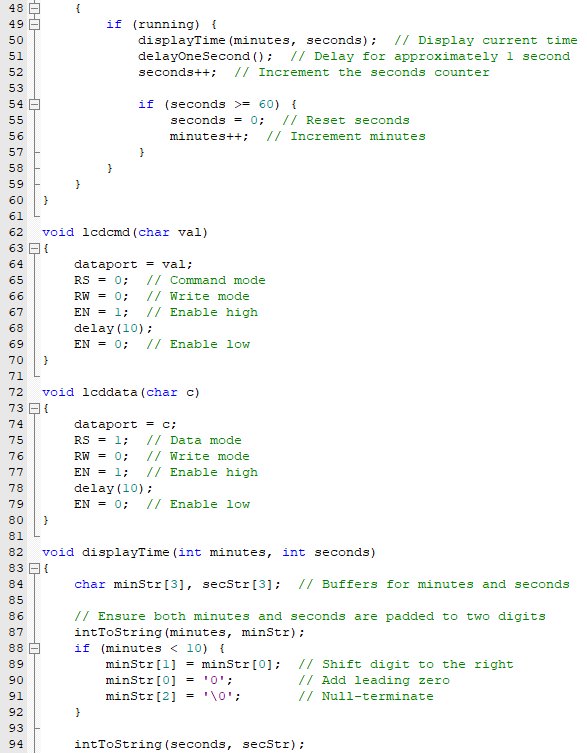 48 {
49 if (running) {
50 displayTime(minutes, seconds);  // Display current time
51 delayOneSecond();  // Delay for approximately 1 second
52 seconds++;  // Increment the seconds counter
53
54 if (seconds >= 60) {
55 seconds = 0;  // Reset seconds
56 minutes++;  // Increment minutes
57 }
58 }
59 }
60 }
61
62 void lcdcmd(char val)
63 {
64 dataport = val;
65 RS = 0;  // Command mode
66 RW = 0;  // Write mode
67 EN = 1;  // Enable high
68 delay(10);
69 EN = 0;  // Enable low
70 }
71
72 void lcddata(char c)
73 {
74 dataport = c;
75 RS = 1;  // Data mode
76 RW = 0;  // Write mode
77 EN = 1;  // Enable high
78 delay(10);
79 EN = 0;  // Enable low
80 }
81
82 void displayTime(int minutes, int seconds)
83 {
84 char minStr[3], secStr[3];  // Buffers for minutes and seconds
85
86 // Ensure both minutes and seconds are padded to two digits
87 intToString(minutes, minStr);
88 if (minutes < 10) {
89 minStr[1] = minStr[0];  // Shift digit to the right
90 minStr[0] = '0';        // Add leading zero
91 minStr[2] = '\0';       // Null-terminate
92 }
93
94 intToString(seconds, secStr);